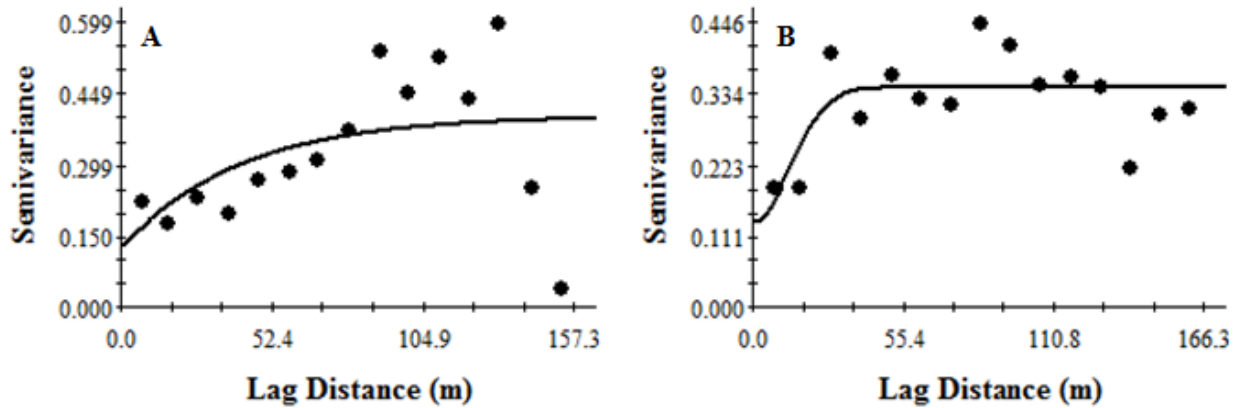 A
Semivariance
0.599
0.449
0.299
0.150
0.000
0.0 52.4 104.9 157.3
Lag Distance (m)
B
Semivariance
0.446
0.334
0.223
0.111
0.000
0.0 55.4 110.8 166.3
Lag Distance (m)